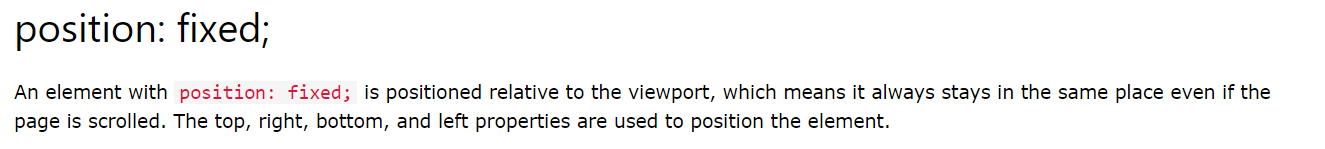 position: fixed;
An element with position: fixed; is positioned relative to the viewport, which means it always stays in the same place even if the
page is scrolled. The top, right, bottom, and left properties are used to position the element.